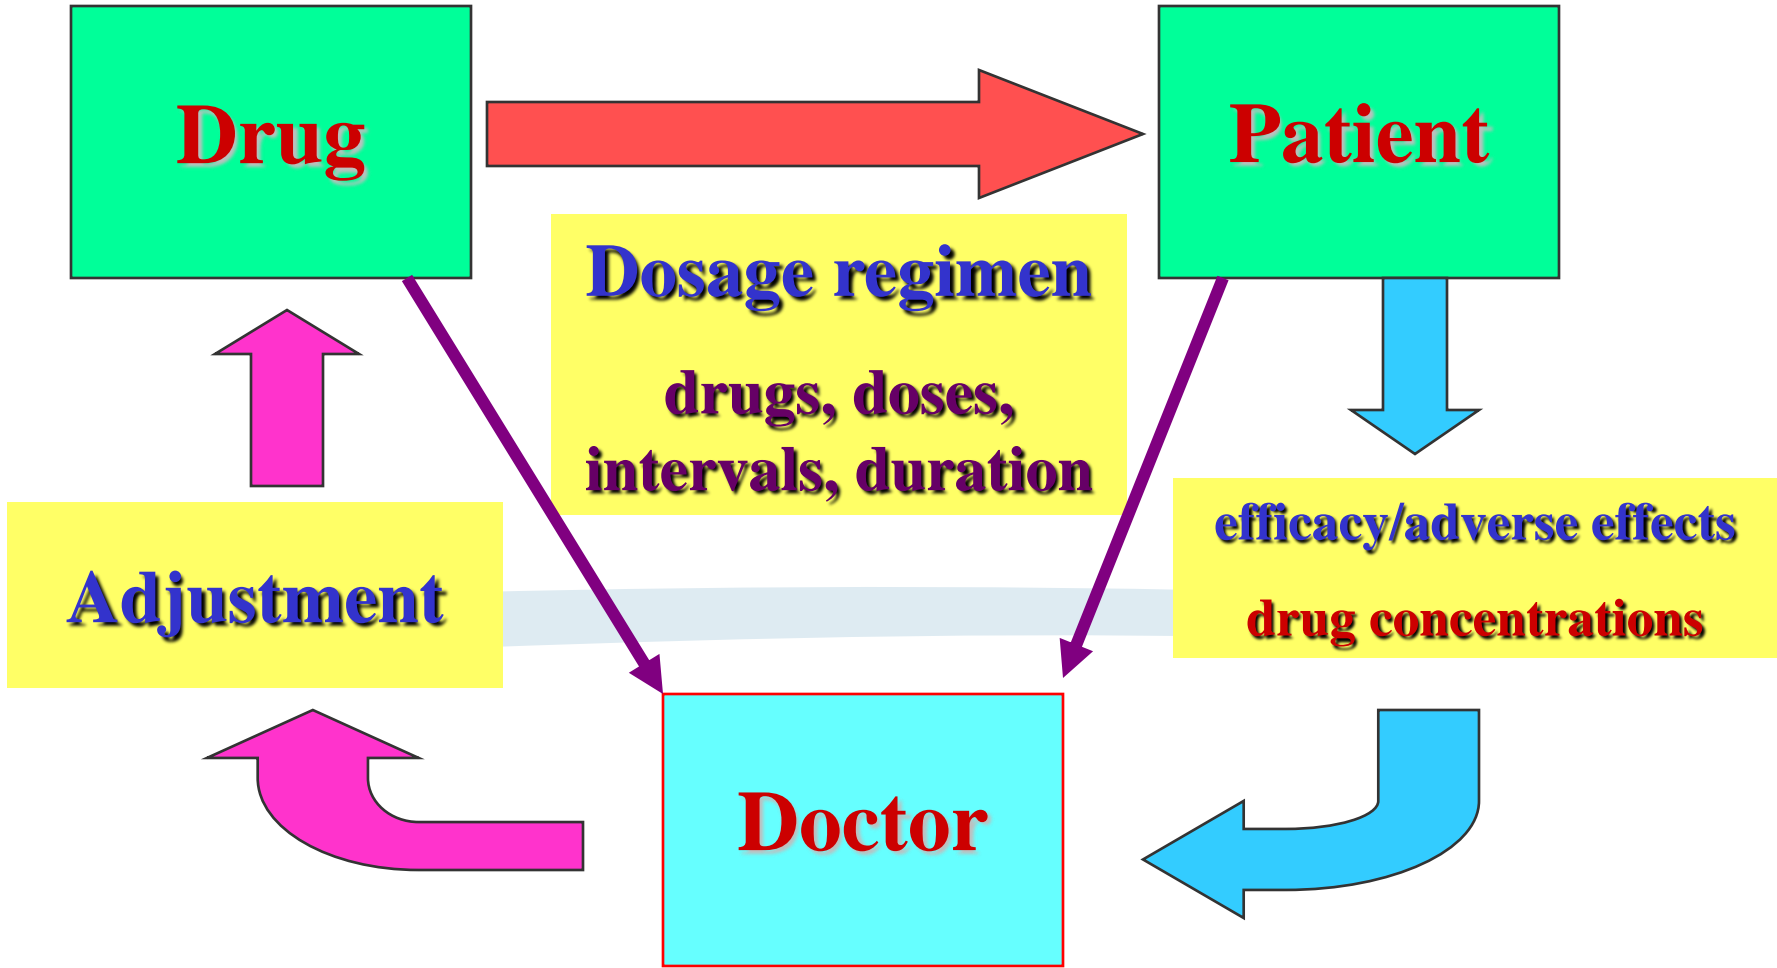 Drug
Patient
Dosage regimen
drugs, doses,
intervals, duration
efficacy/adverse effects
drug concentrations
Adjustment
Doctor